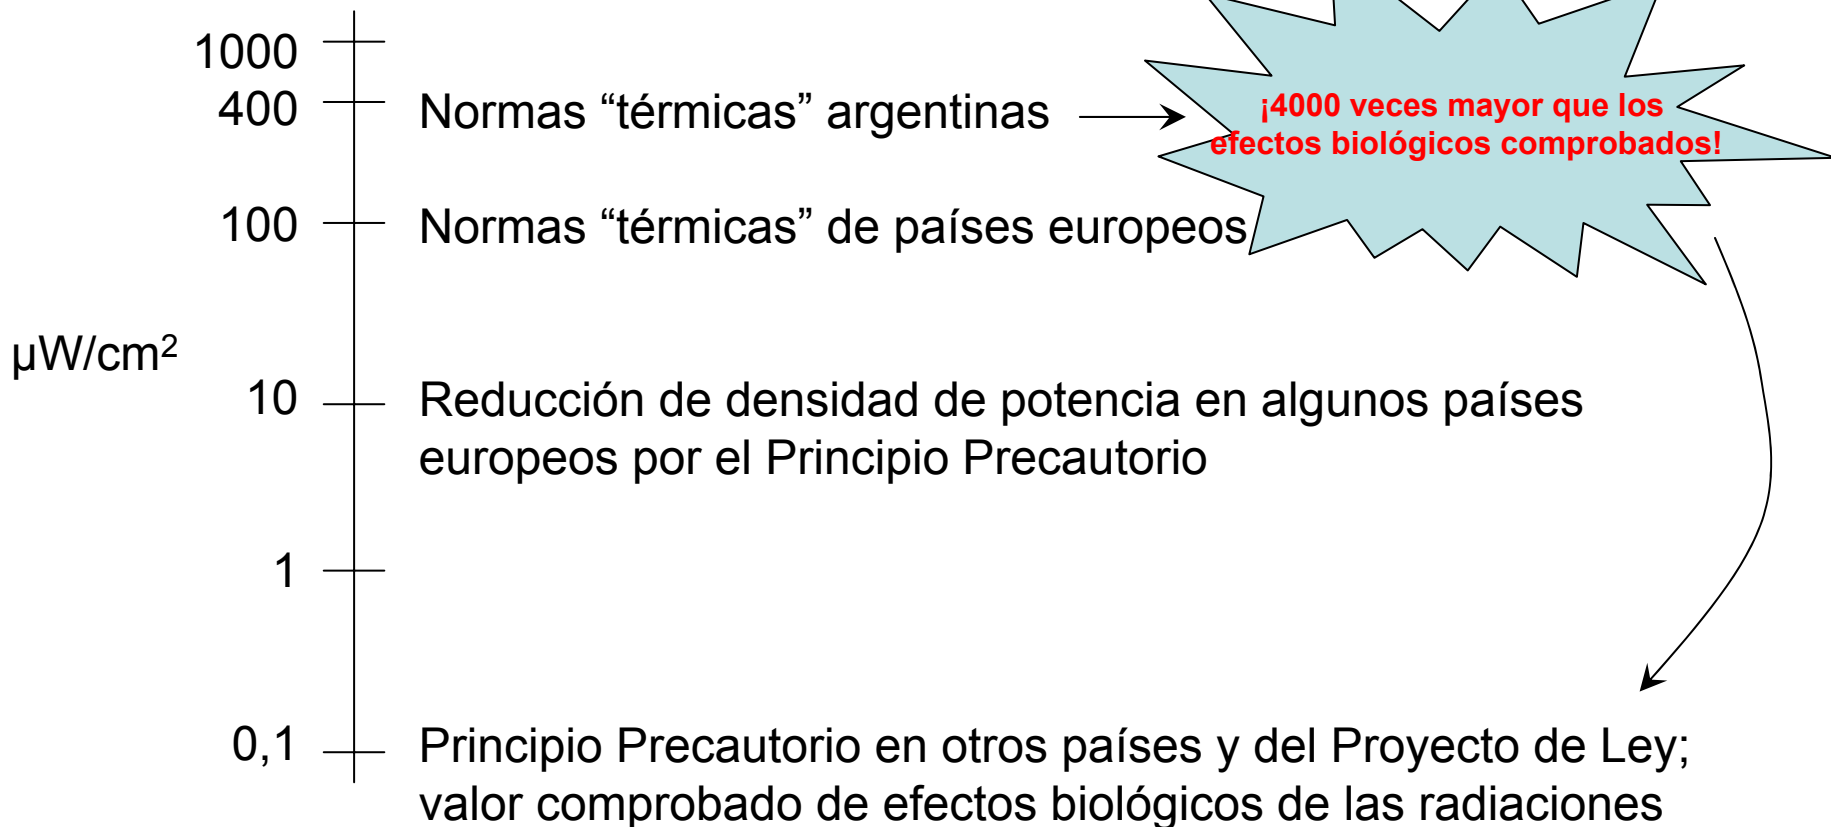 1000
400
Normas “térmicas” argentinas
¡4000 veces mayor que los
efectos biológicos comprobados!
100
Normas “térmicas” de países europeos
µW/cm²
10
Reducción de densidad de potencia en algunos países
europeos por el Principio Precautorio
1
0,1
Principio Precautorio en otros países y del Proyecto de Ley;
valor comprobado de efectos biológicos de las radiaciones